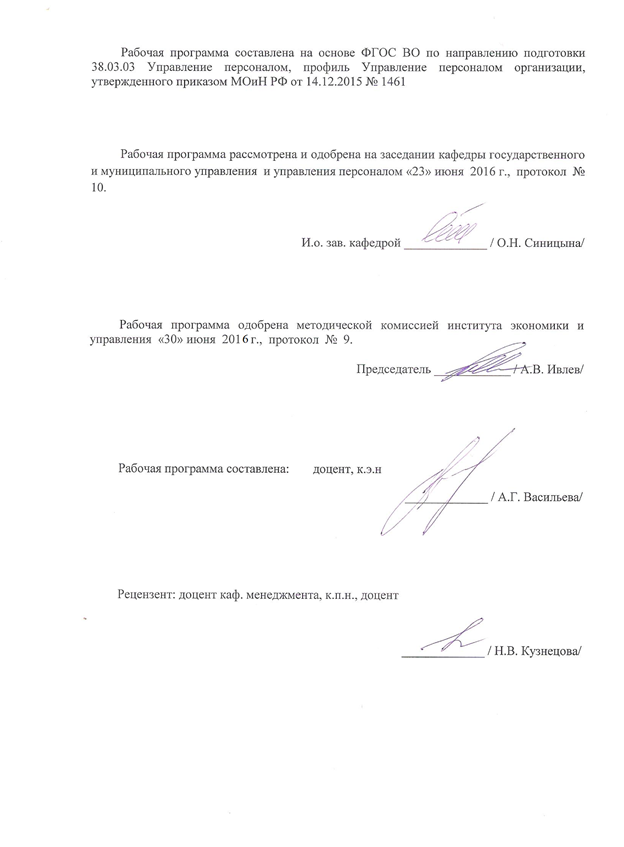 Рабочая программа составлена на основе ФГОС ВО по направлению подготовки
38.03.03 Управление персоналом, профиль Управление персоналом организации,
утвержденного приказом МОиН РФ от 14.12.2015 № 1461
Рабочая программа рассмотрена и одобрена на заседании кафедры государственного
и муниципального управления и управления персоналом «23» июня 2016 г., протокол №
10.
И.о. зав. кафедрой _____________ / О.Н. Синицына/
Рабочая программа одобрена методической комиссией института экономики и
управления «30» июня 2016 г., протокол № 9.
Председатель ____________ / А.В. Ивлев/
Рабочая программа составлена: доцент, к.э.н
_____________ / А.Г. Васильева/
Рецензент: доцент каф. менеджмента, к.п.н., доцент
_____________ / Н.В. Кузнецова/